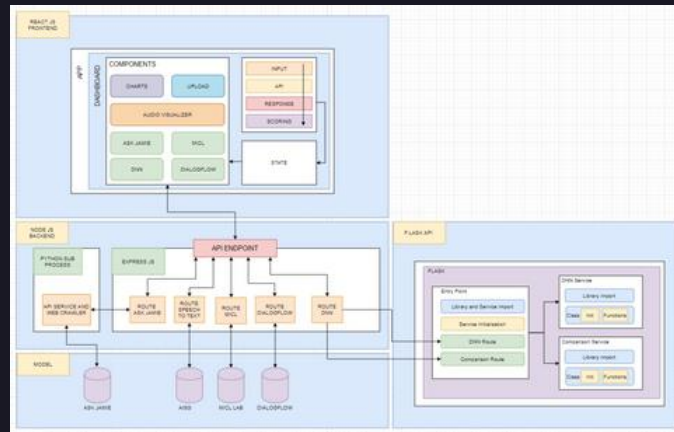 REACT JS
FRONTEND
APP
DASHBOARD
COMPONENTS
CHARTS
UPLOAD
AUDIO VISUALIZER
ASK JAMIE
MICL
DNN
DIALOGFLOW
INPUT
API
RESPONSE
SCORING
STATE
NODE JS
BACKEND
PYTHON SUB
PROCESS
API SERVICE AND
WEB CRAWLER
EXPRESS JS
API ENDPOINT
ROUTE
ASK JAMIE
ROUTE
SPEECH
TO TEXT
ROUTE
MICL
ROUTE
DIALOGFLOW
ROUTE
DNN
MODEL
ASK JAMIE
AISG
MICL LAB
DIALOGFLOW
FLASK API
FLASK
Entry Point
Library and Service Import
Service Initialisation
DNN Route
Comparison Route
DNN Service
Library Import
Class
Init
Functions
Comparison Service
Library Import
Class
Init
Functions